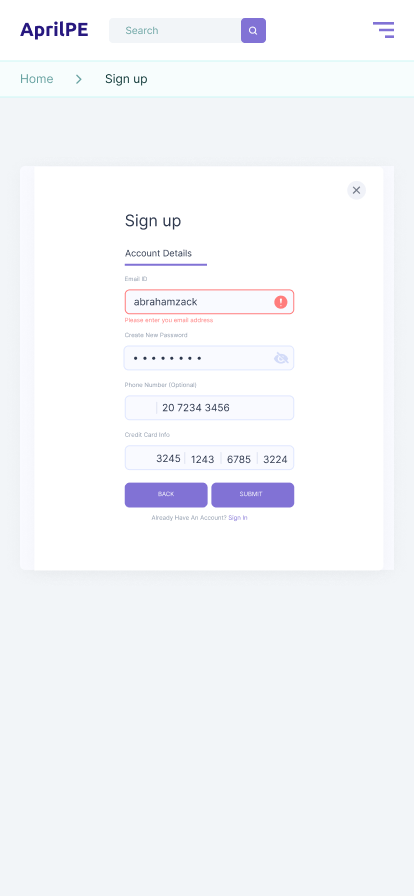 AprilPE
Search
Home
Sign up
Sign up
Account Details
Email ID
abrahamzack
Please enter you email address
Create New Password
Phone Number (Optional)
20 7234 3456
Credit Card Info
3245 1243 6785 3224
BACK SUBMIT
Already Have An Account? Sign In